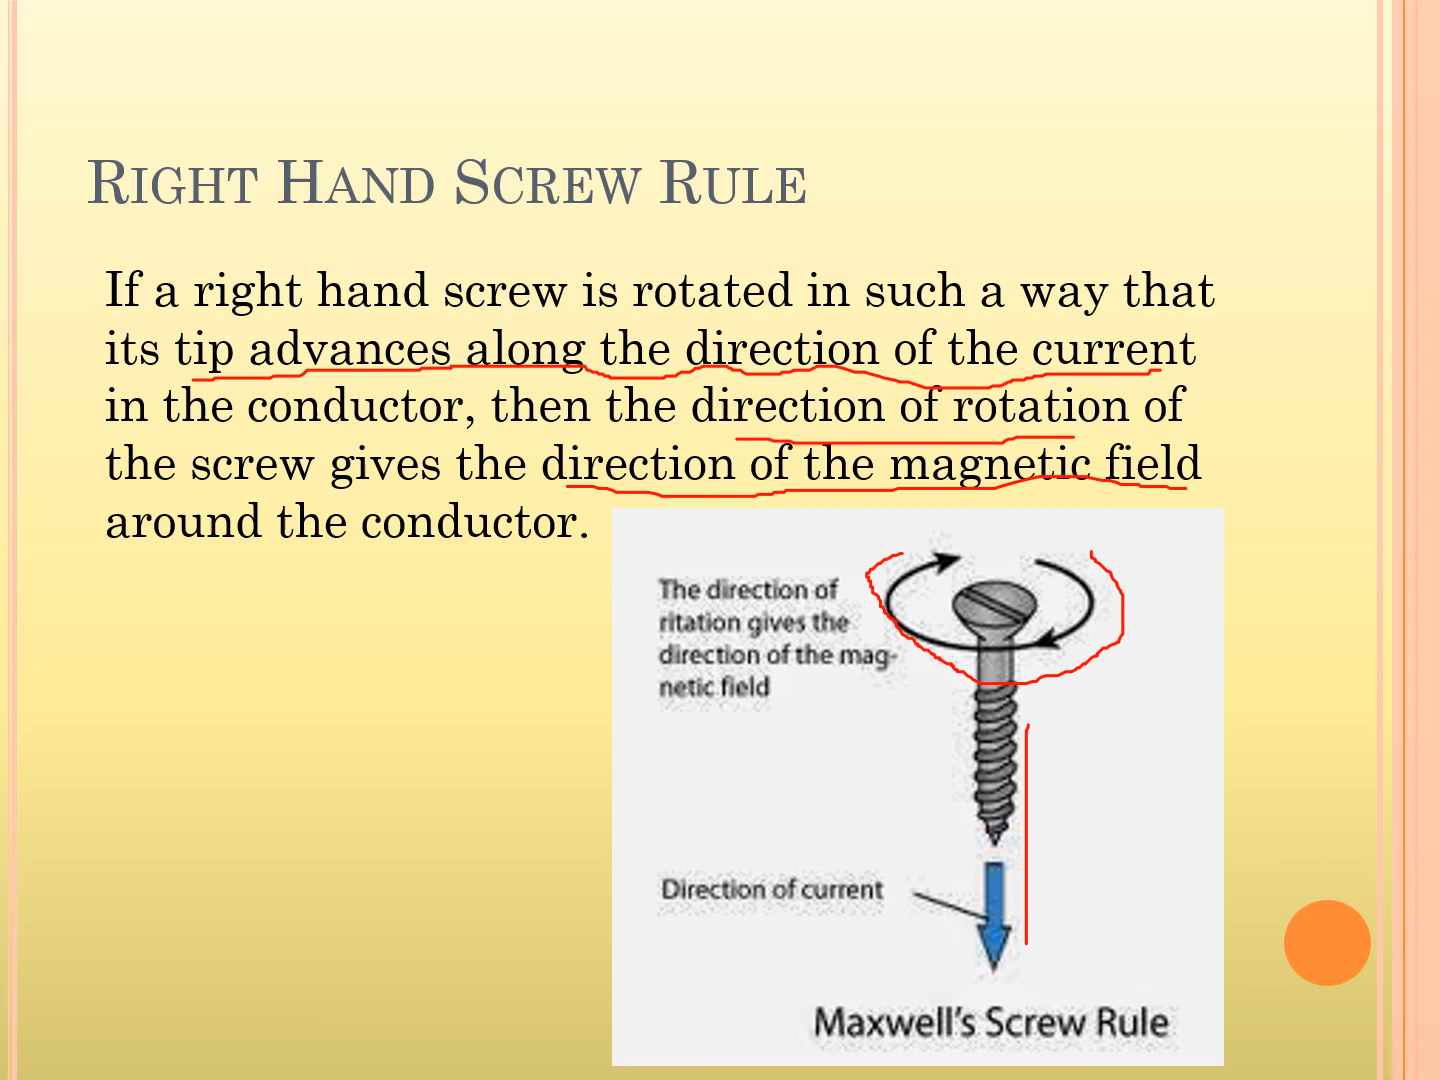 RIGHT HAND SCREW RULE
If a right hand screw is rotated in such a way that
its tip advances along the direction of the current
in the conductor, then the direction of rotation of
the screw gives the direction of the magnetic field
around the conductor.
The direction of
ritation gives the
direction of the mag-
netic field
Direction of current
Maxwell's Screw Rule